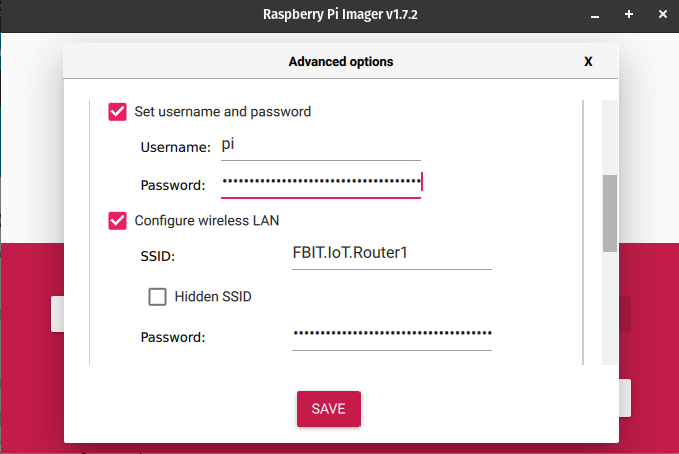 Raspberry Pi Imager v1.7.2
Advanced options X
Set username and password
Username: pi
Password: ••••••••••••••••••••••••••••••••••••
Configure wireless LAN
SSID: FBIT.IoT.Router1
Hidden SSID
Password: ••••••••••••••••••••••••••••••••••••
SAVE